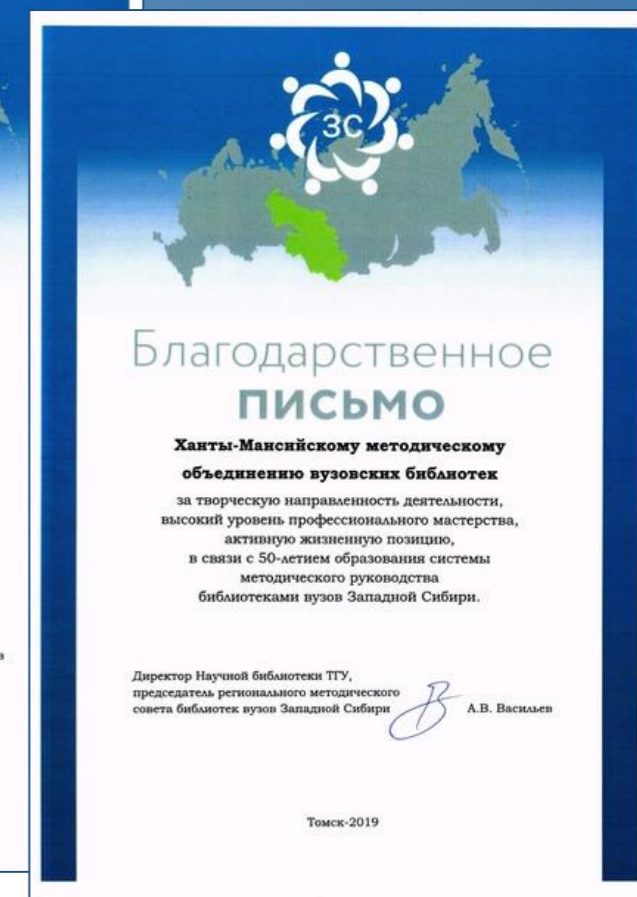 ЗС
Благодарственное
письмо
Ханты-Мансийскому методическому
объединению вузовских библиотек
за творческую направленность деятельности,
высокий уровень профессионального мастерства,
активную жизненную позицию,
в связи с 50-летием образования системы
методического руководства
библиотеками вузов Западной Сибири.
Директор Научной библиотеки ТГУ,
председатель регионального методического
совета библиотек вузов Западной Сибири
А.В. Васильев
Томск-2019